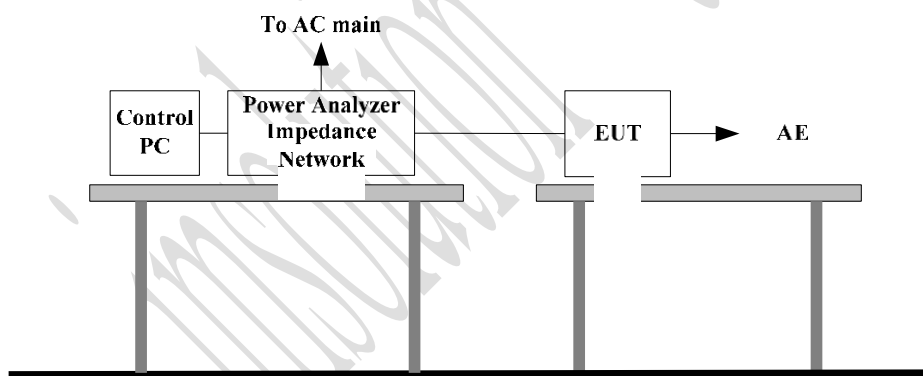 To AC main
Control
PC
Power Analyzer
Impedance
Network
EUT
AE